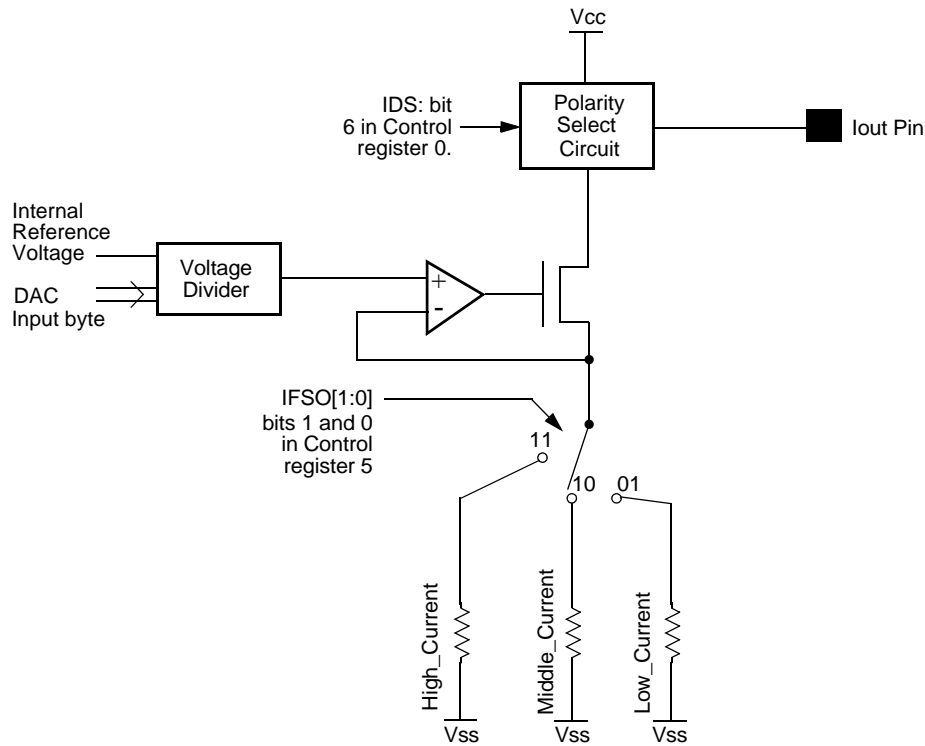 Vcc
IDS: bit
6 in Control
register 0.
Polarity
Select
Circuit
Iout Pin
Internal
Reference
Voltage
DAC
Input byte
Voltage
Divider
+
-
IFSO[1:0]
bits 1 and 0
in Control
register 5
11
10
01
High_Current
Middle_Current
Low_Current
Vss
Vss
Vss